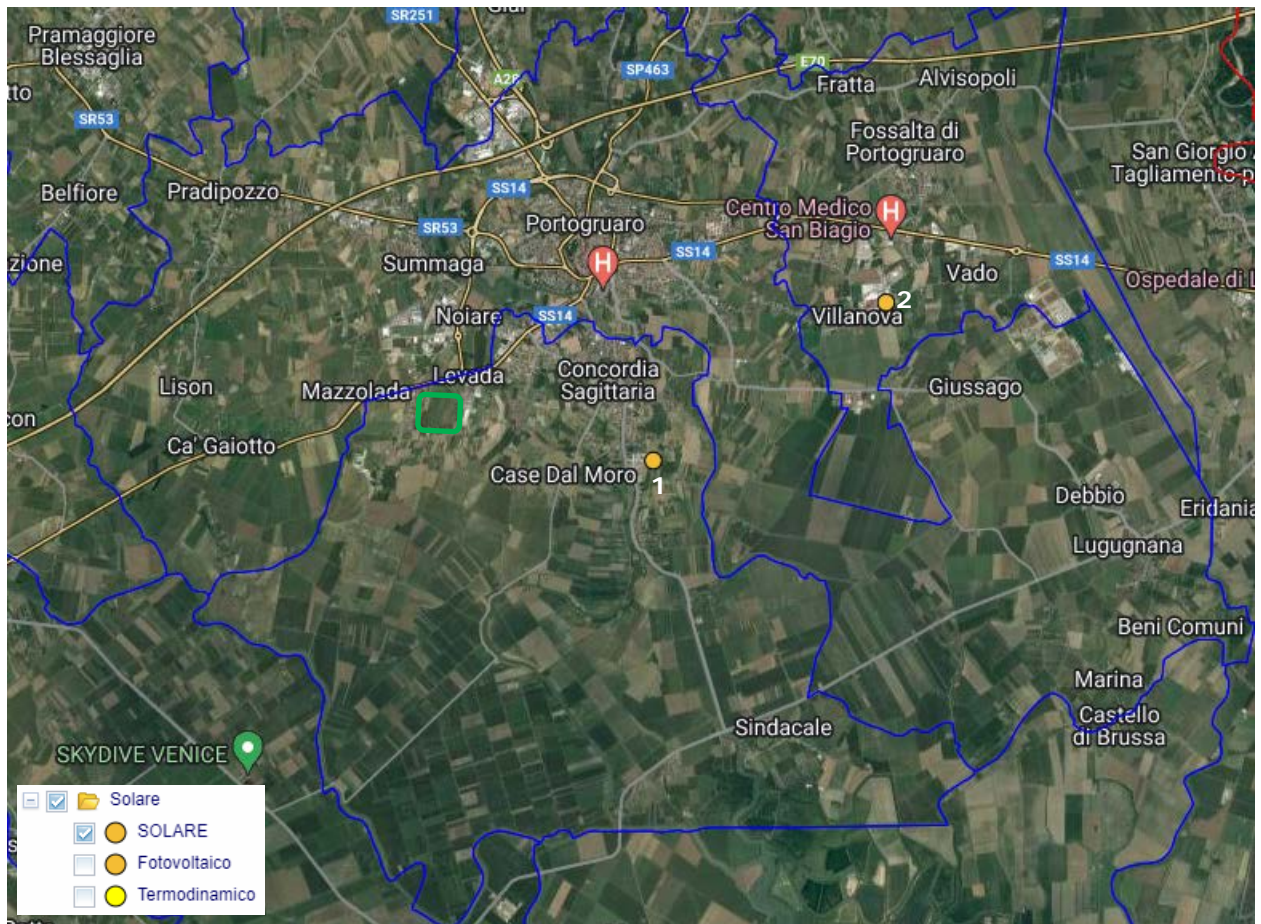 SR251
Pramaggiore
Blessaglia
SP463
E70
A28
Fratta
Alvisopoli
tto
SR53
Fossalta di
Portogruaro
San Giorgio
Tagliamento
Belfiore
Pradipozzo
SS14
Centro Medico
San Biagio
H
Portogruaro
SR53
SS14
zione
Summaga
H
SS14
Vado
Ospedale di L
Noiare
SS14
Villanova
2
Levada
Concordia
Sagittaria
Lison
Mazzolada
Giussago
con
Ca' Gaiotto
Case Dal Moro
1
Debbio
Eridania
Lugugnana
Beni Comuni
Marina
Castello
di Brussa
Sindacale
SKYDIVE VENICE
Solare
SOLARE
Fotovoltaico
Termodinamico